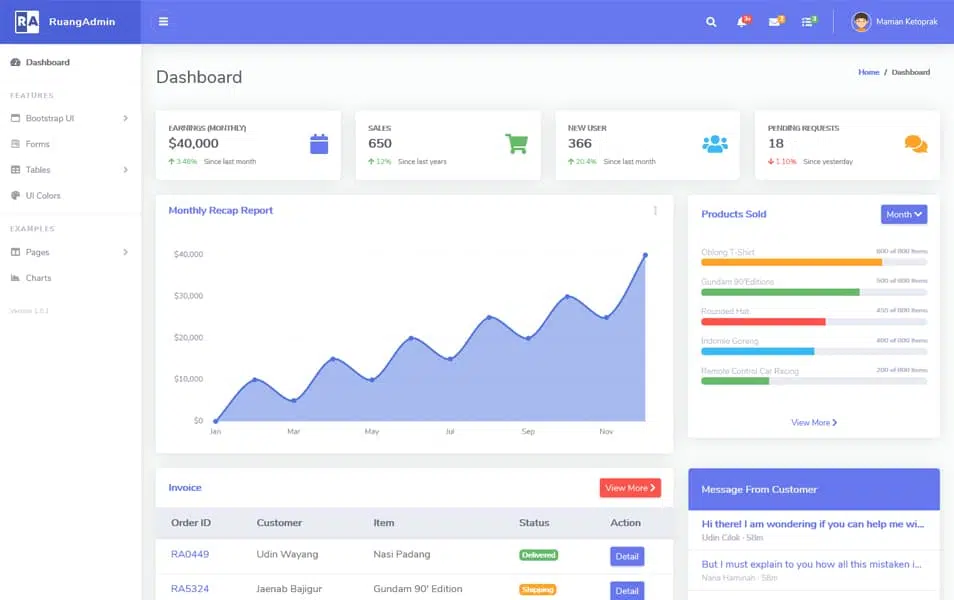 RA RuangAdmin
3+ 2 3 Maman Ketoprak
Dashboard
FEATURES
Bootstrap UI
Forms
Tables
UI Colors
EXAMPLES
Pages
Charts
Version 1.0.1
Dashboard
Home / Dashboard
EARNINGS (MONTHLY)
$40,000
3.48% Since last month
SALES
650
12% Since last years
NEW USER
366
20.4% Since last month
PENDING REQUESTS
18
1.10% Since yesterday
Monthly Recap Report
$40,000
$30,000
$20,000
$10,000
$0
Jan Mar May Jul Sep Nov
Products Sold
Month
Oblong T-Shirt 600 of 800 Items
Gundam 90'Editions 500 of 800 Items
Rounded Hat 455 of 800 Items
Indomie Goreng 400 of 800 Items
Remote Control Car Racing 200 of 800 Items
View More
Invoice
View More
Order ID Customer Item Status Action
RA0449 Udin Wayang Nasi Padang Delivered Detail
RA5324 Jaenab Bajigur Gundam 90' Edition Shipping Detail
Message From Customer
Hi there! I am wondering if you can help me wi...
Udin Cilok · 58m
But I must explain to you how all this mistaken i...
Nana Haminah · 58m